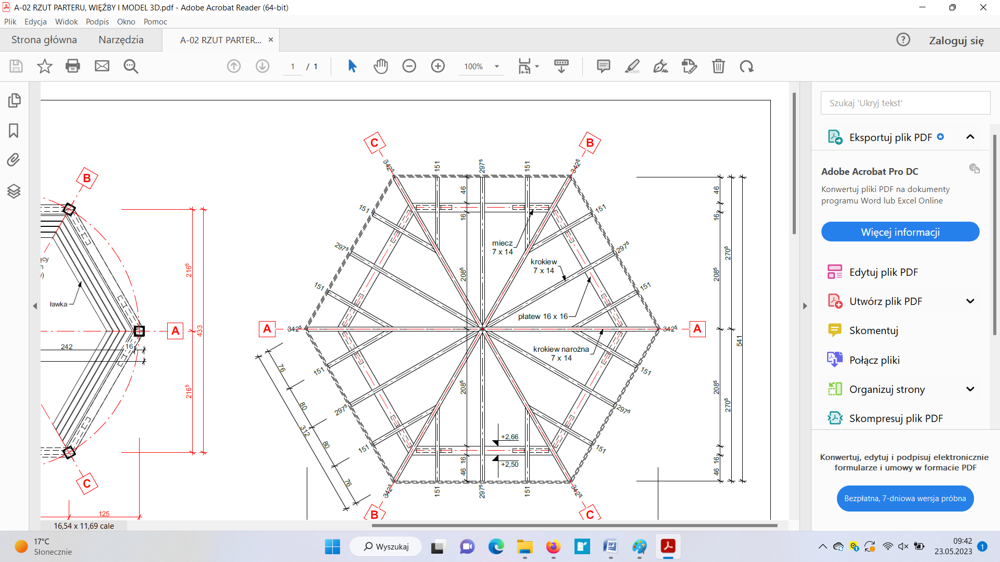 A-02 RZUT PARTERU, WIĘŹBY I MODEL 3D.pdf - Adobe Acrobat Reader (64-bit)
Plik Edycja Widok Podpis Okno Pomoc
Strona główna Narzędzia A-02 RZUT PARTER... × ? Zaloguj się
1 / 1 100%
B
ący
h
y)
ławka
A
242
16
216⁵
433
216⁵
C
125
C
B
342⁵
151
297⁵
151
342⁵
46
46
151
151
16
16
miecz
7 x 14
270⁵
297⁵
297⁵
krokiew
7 x 14
208⁵
208⁵
151
151
płatew 16 x 16
A
342⁵
342⁵
A
krokiew narożna
7 x 14
541
76
151
151
208⁵
208⁵
80
297⁵
297⁵
270⁵
312
80
+2,66
151
151
16
+2,50
16
46
46
76
342⁵
151
297⁵
151
342⁵
B
C
16,54 x 11,69 cale
Szukaj 'Ukryj tekst'
Eksportuj plik PDF
Adobe Acrobat Pro DC
Konwertuj pliki PDF na dokumenty
programu Word lub Excel Online
Więcej informacji
Edytuj plik PDF
Utwórz plik PDF
Skomentuj
Połącz pliki
Organizuj strony
Skompresuj plik PDF
Konwertuj, edytuj i podpisuj elektronicznie
formularze i umowy w formacie PDF
Bezpłatna, 7-dniowa wersja próbna
17°C
Słonecznie
Wyszukaj
09:42
23.05.2023
1